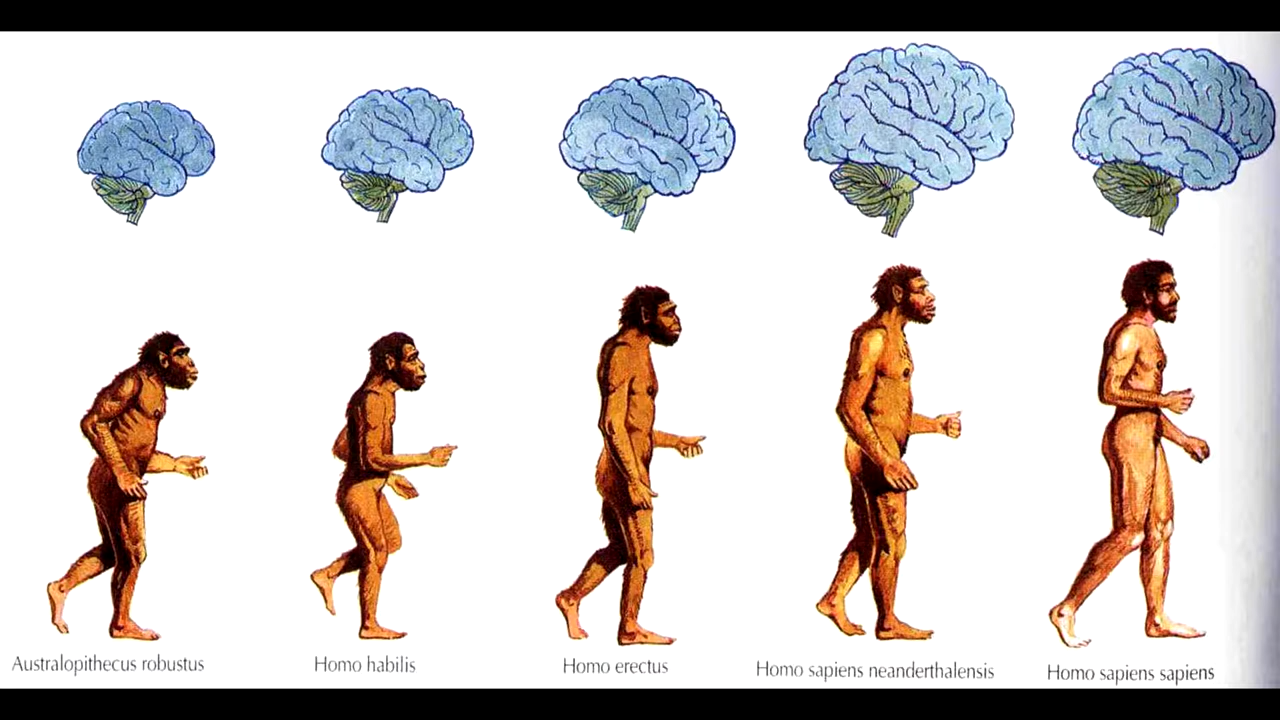 Australopithecus robustus
Homo habilis
Homo erectus
Homo sapiens neanderthalensis
Homo sapiens sapiens